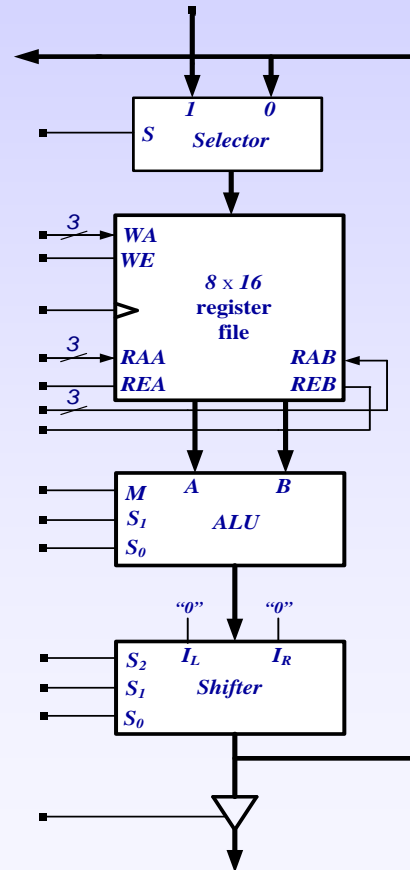 1 0
S Selector
3
WA
WE
8 x 16
register
file
3
RAA RAB
REA REB
3
A B
M
ALU
S1
S0
“0” “0”
IL IR
S2
Shifter
S1
S0